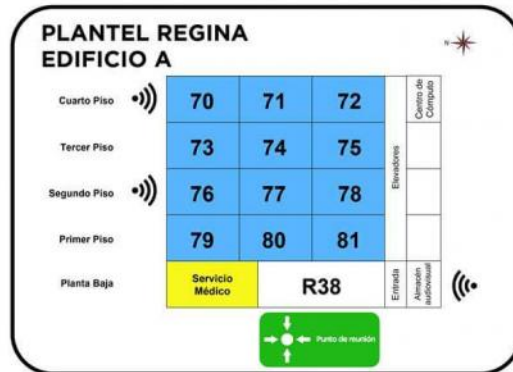 PLANTEL REGINA
EDIFICIO A
N
Cuarto Piso
70 71 72
Centro de
Cómputo
Tercer Piso
73 74 75
Elevadores
Segundo Piso
76 77 78
Primer Piso
79 80 81
Planta Baja
Servicio
Médico
R38
Entrada
Almacén
audiovisual
Punto de reunión